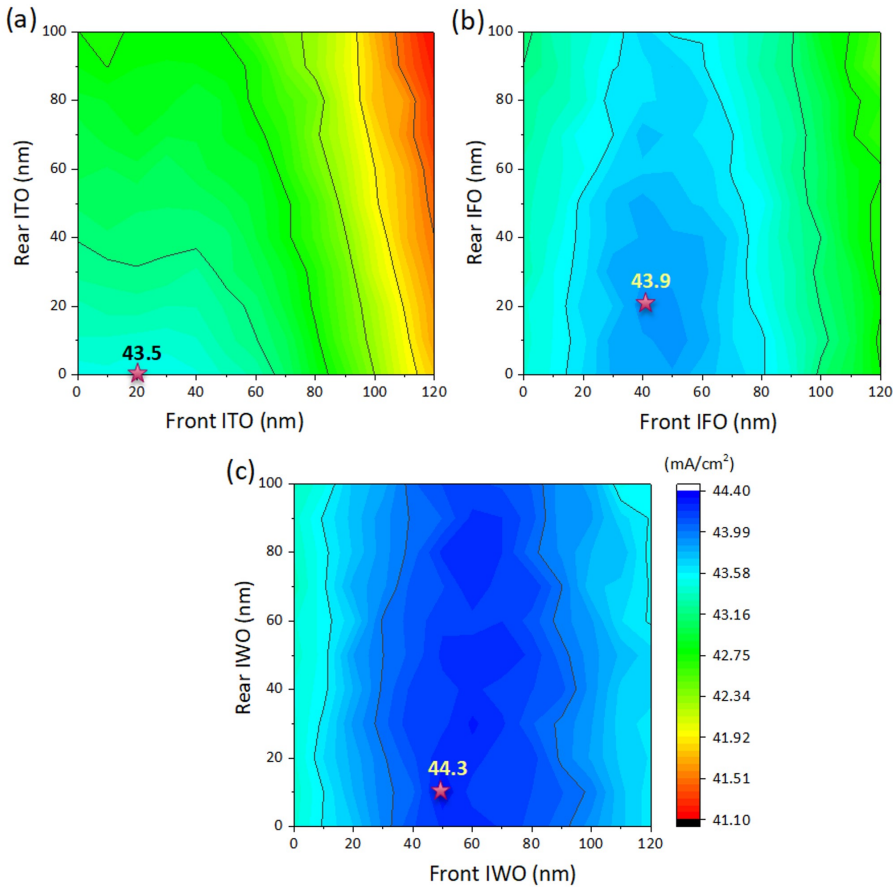 (a)
100
80
60
40
20
0
Rear ITO (nm)
43.5
0 20 40 60 80 100 120
Front ITO (nm)
(b)
100
80
60
40
20
0
Rear IFO (nm)
43.9
0 20 40 60 80 100 120
Front IFO (nm)
(c)
100
80
60
40
20
0
Rear IWO (nm)
44.3
0 20 40 60 80 100 120
Front IWO (nm)
(mA/cm²)
44.40
43.99
43.58
43.16
42.75
42.34
41.92
41.51
41.10